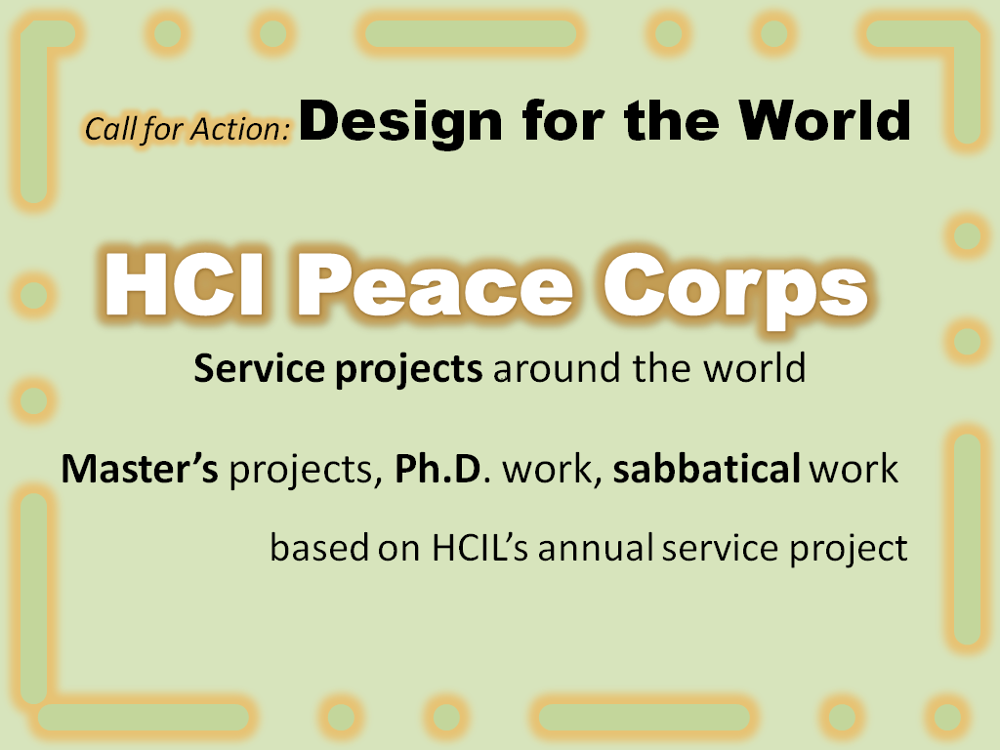 Call for Action: Design for the World
HCI Peace Corps
Service projects around the world
Master’s projects, Ph.D. work, sabbatical work
based on HCIL’s annual service project